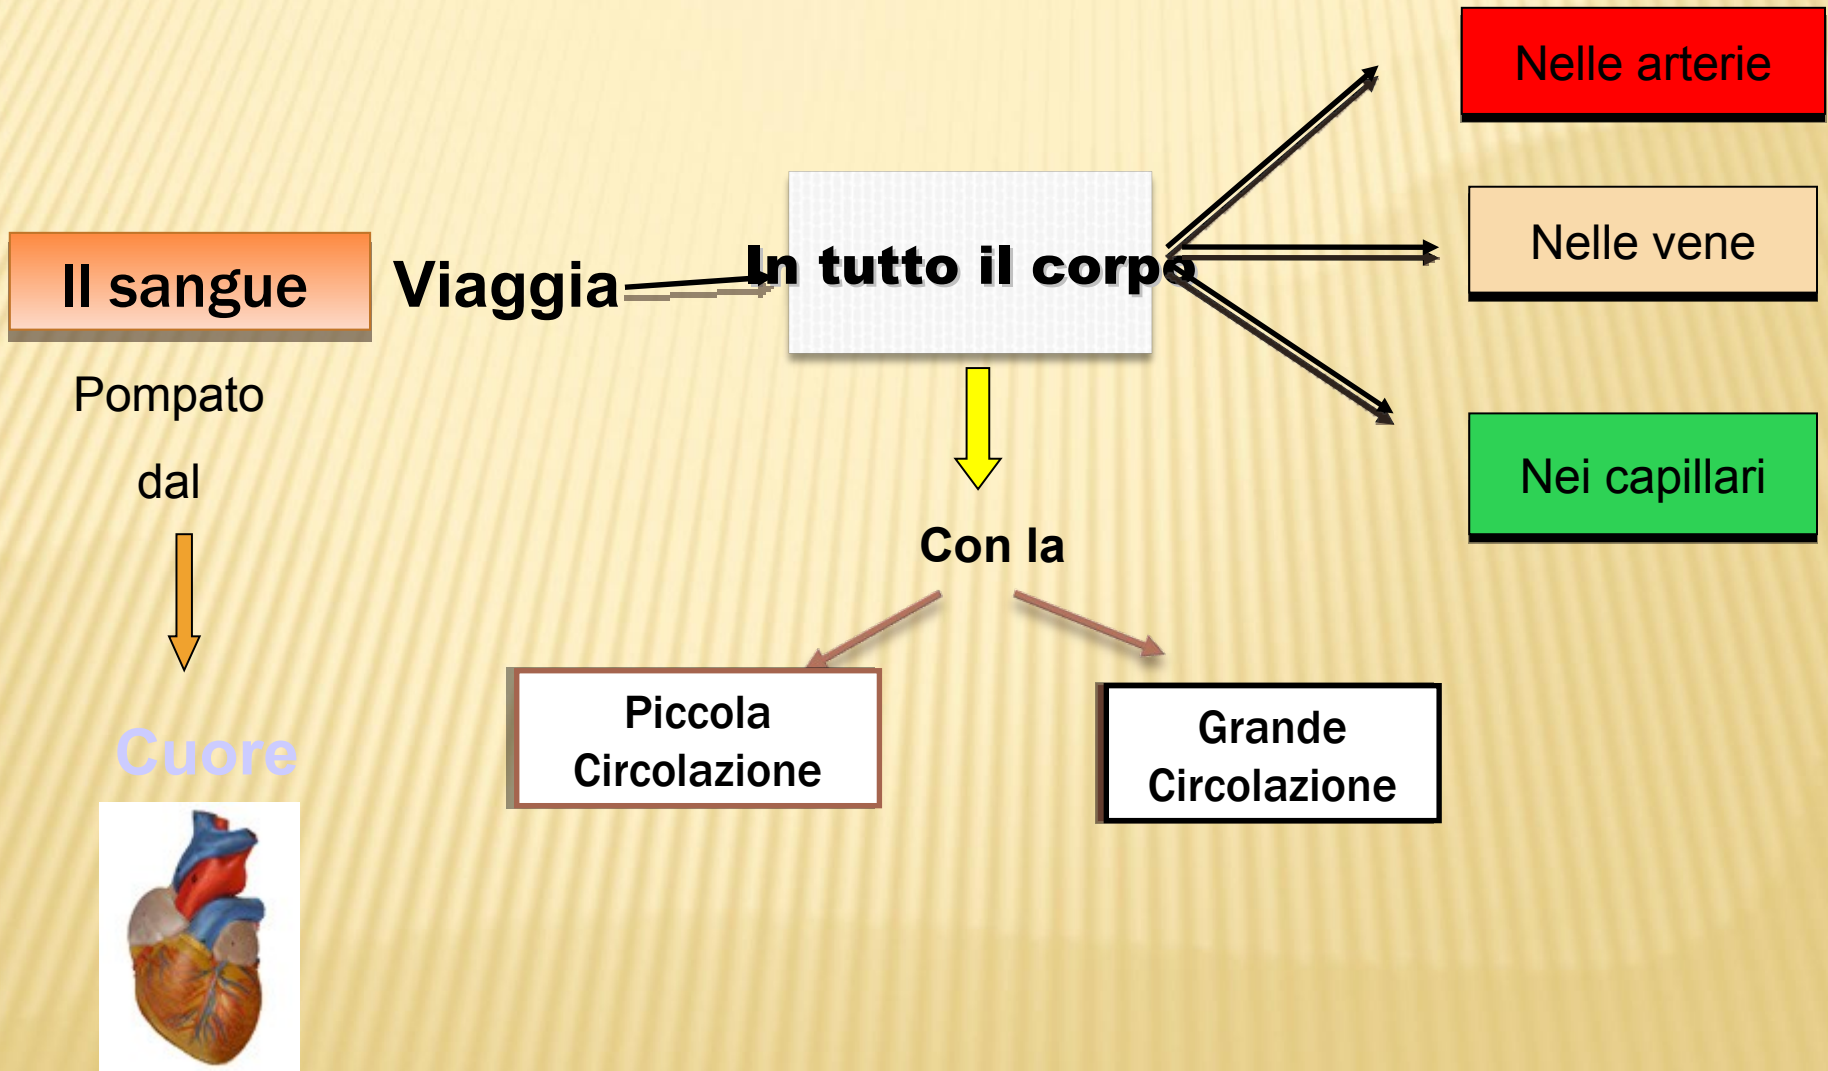 Il sangue
Viaggia
In tutto il corpo
Nelle arterie
Nelle vene
Nei capillari
Pompato
dal
Cuore
Con la
Piccola
Circolazione
Grande
Circolazione